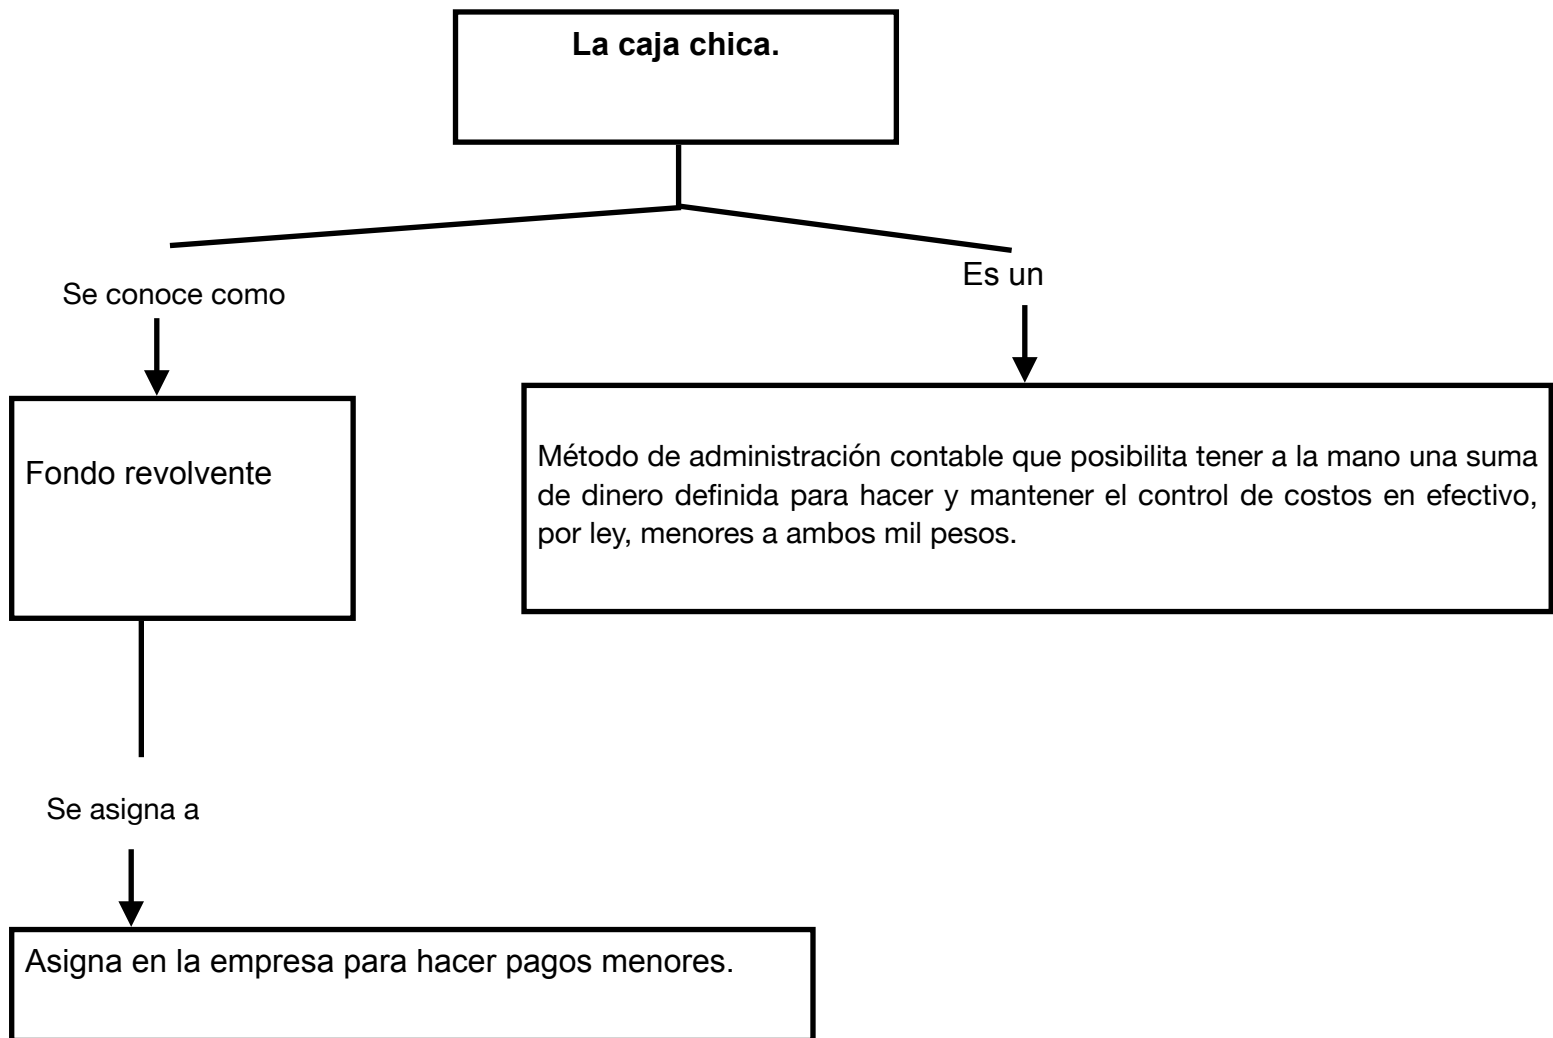 La caja chica.
Se conoce como
Es un
Fondo revolvente
Método de administración contable que posibilita tener a la mano una suma
de dinero definida para hacer y mantener el control de costos en efectivo,
por ley, menores a ambos mil pesos.
Se asigna a
Asigna en la empresa para hacer pagos menores.